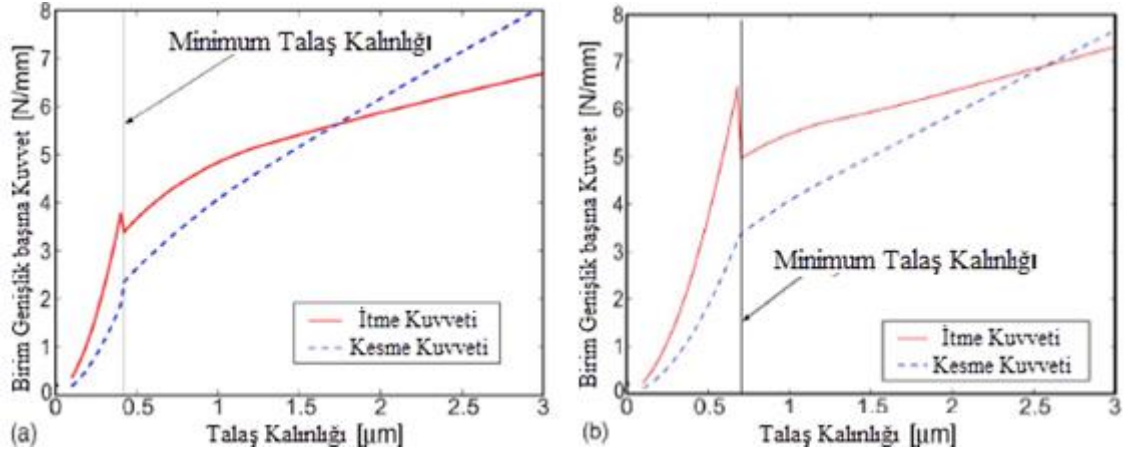 Birim Genişlik başına Kuvvet [N/mm]
8
7
6
5
4
3
2
1
0
Minimum Talaş Kalınlığı
İtme Kuvveti
Kesme Kuvveti
0 0.5 1 1.5 2 2.5 3
(a) Talaş Kalınlığı [µm]
Birim Genişlik başına Kuvvet [N/mm]
8
7
6
5
4
3
2
1
0
Minimum Talaş Kalınlığı
İtme Kuvveti
Kesme Kuvveti
0 0.5 1 1.5 2 2.5 3
(b) Talaş Kalınlığı [µm]